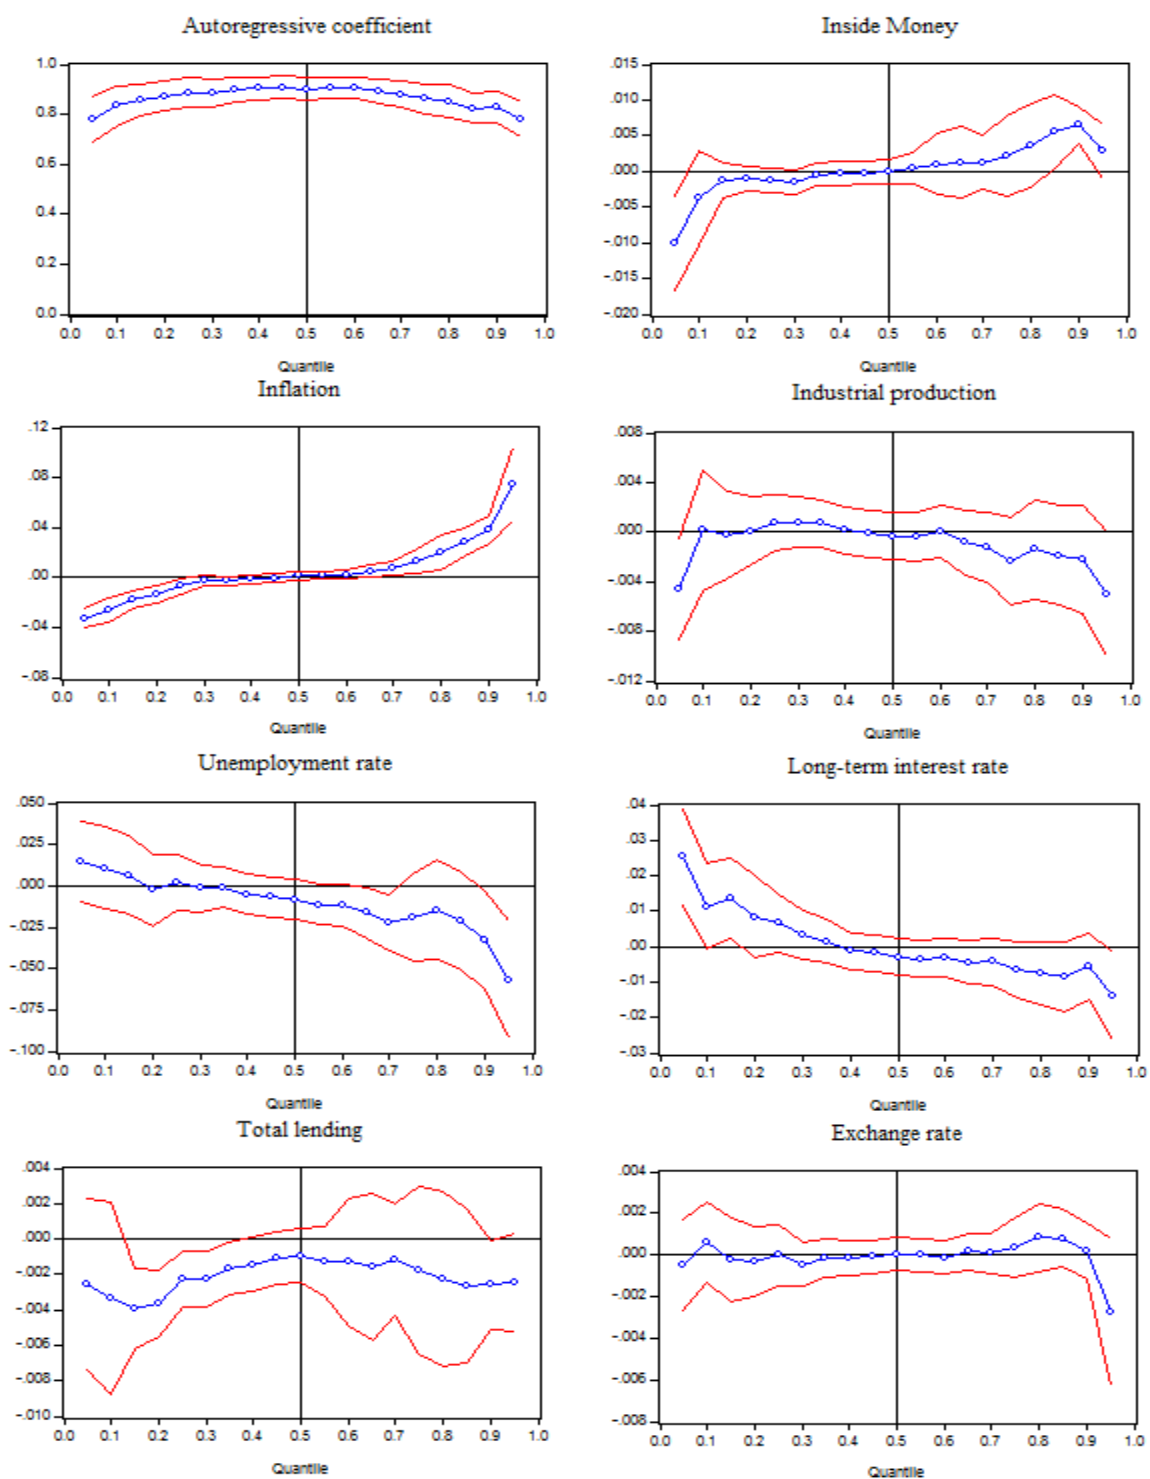 Autoregressive coefficient
1.0
0.8
0.6
0.4
0.2
0.0
0.0 0.1 0.2 0.3 0.4 0.5 0.6 0.7 0.8 0.9 1.0
Quantile
Inside Money
.015
.010
.005
.000
-.005
-.010
-.015
-.020
0.0 0.1 0.2 0.3 0.4 0.5 0.6 0.7 0.8 0.9 1.0
Quantile
Inflation
.12
.08
.04
.00
-.04
-.08
0.0 0.1 0.2 0.3 0.4 0.5 0.6 0.7 0.8 0.9 1.0
Quantile
Industrial production
.008
.004
.000
-.004
-.008
-.012
0.0 0.1 0.2 0.3 0.4 0.5 0.6 0.7 0.8 0.9 1.0
Quantile
Unemployment rate
.050
.025
.000
-.025
-.050
-.075
-.100
0.0 0.1 0.2 0.3 0.4 0.5 0.6 0.7 0.8 0.9 1.0
Quantile
Long-term interest rate
.04
.03
.02
.01
.00
-.01
-.02
-.03
0.0 0.1 0.2 0.3 0.4 0.5 0.6 0.7 0.8 0.9 1.0
Quantile
Total lending
.004
.002
.000
-.002
-.004
-.006
-.008
-.010
0.0 0.1 0.2 0.3 0.4 0.5 0.6 0.7 0.8 0.9 1.0
Quantile
Exchange rate
.004
.002
.000
-.002
-.004
-.006
-.008
0.0 0.1 0.2 0.3 0.4 0.5 0.6 0.7 0.8 0.9 1.0
Quantile